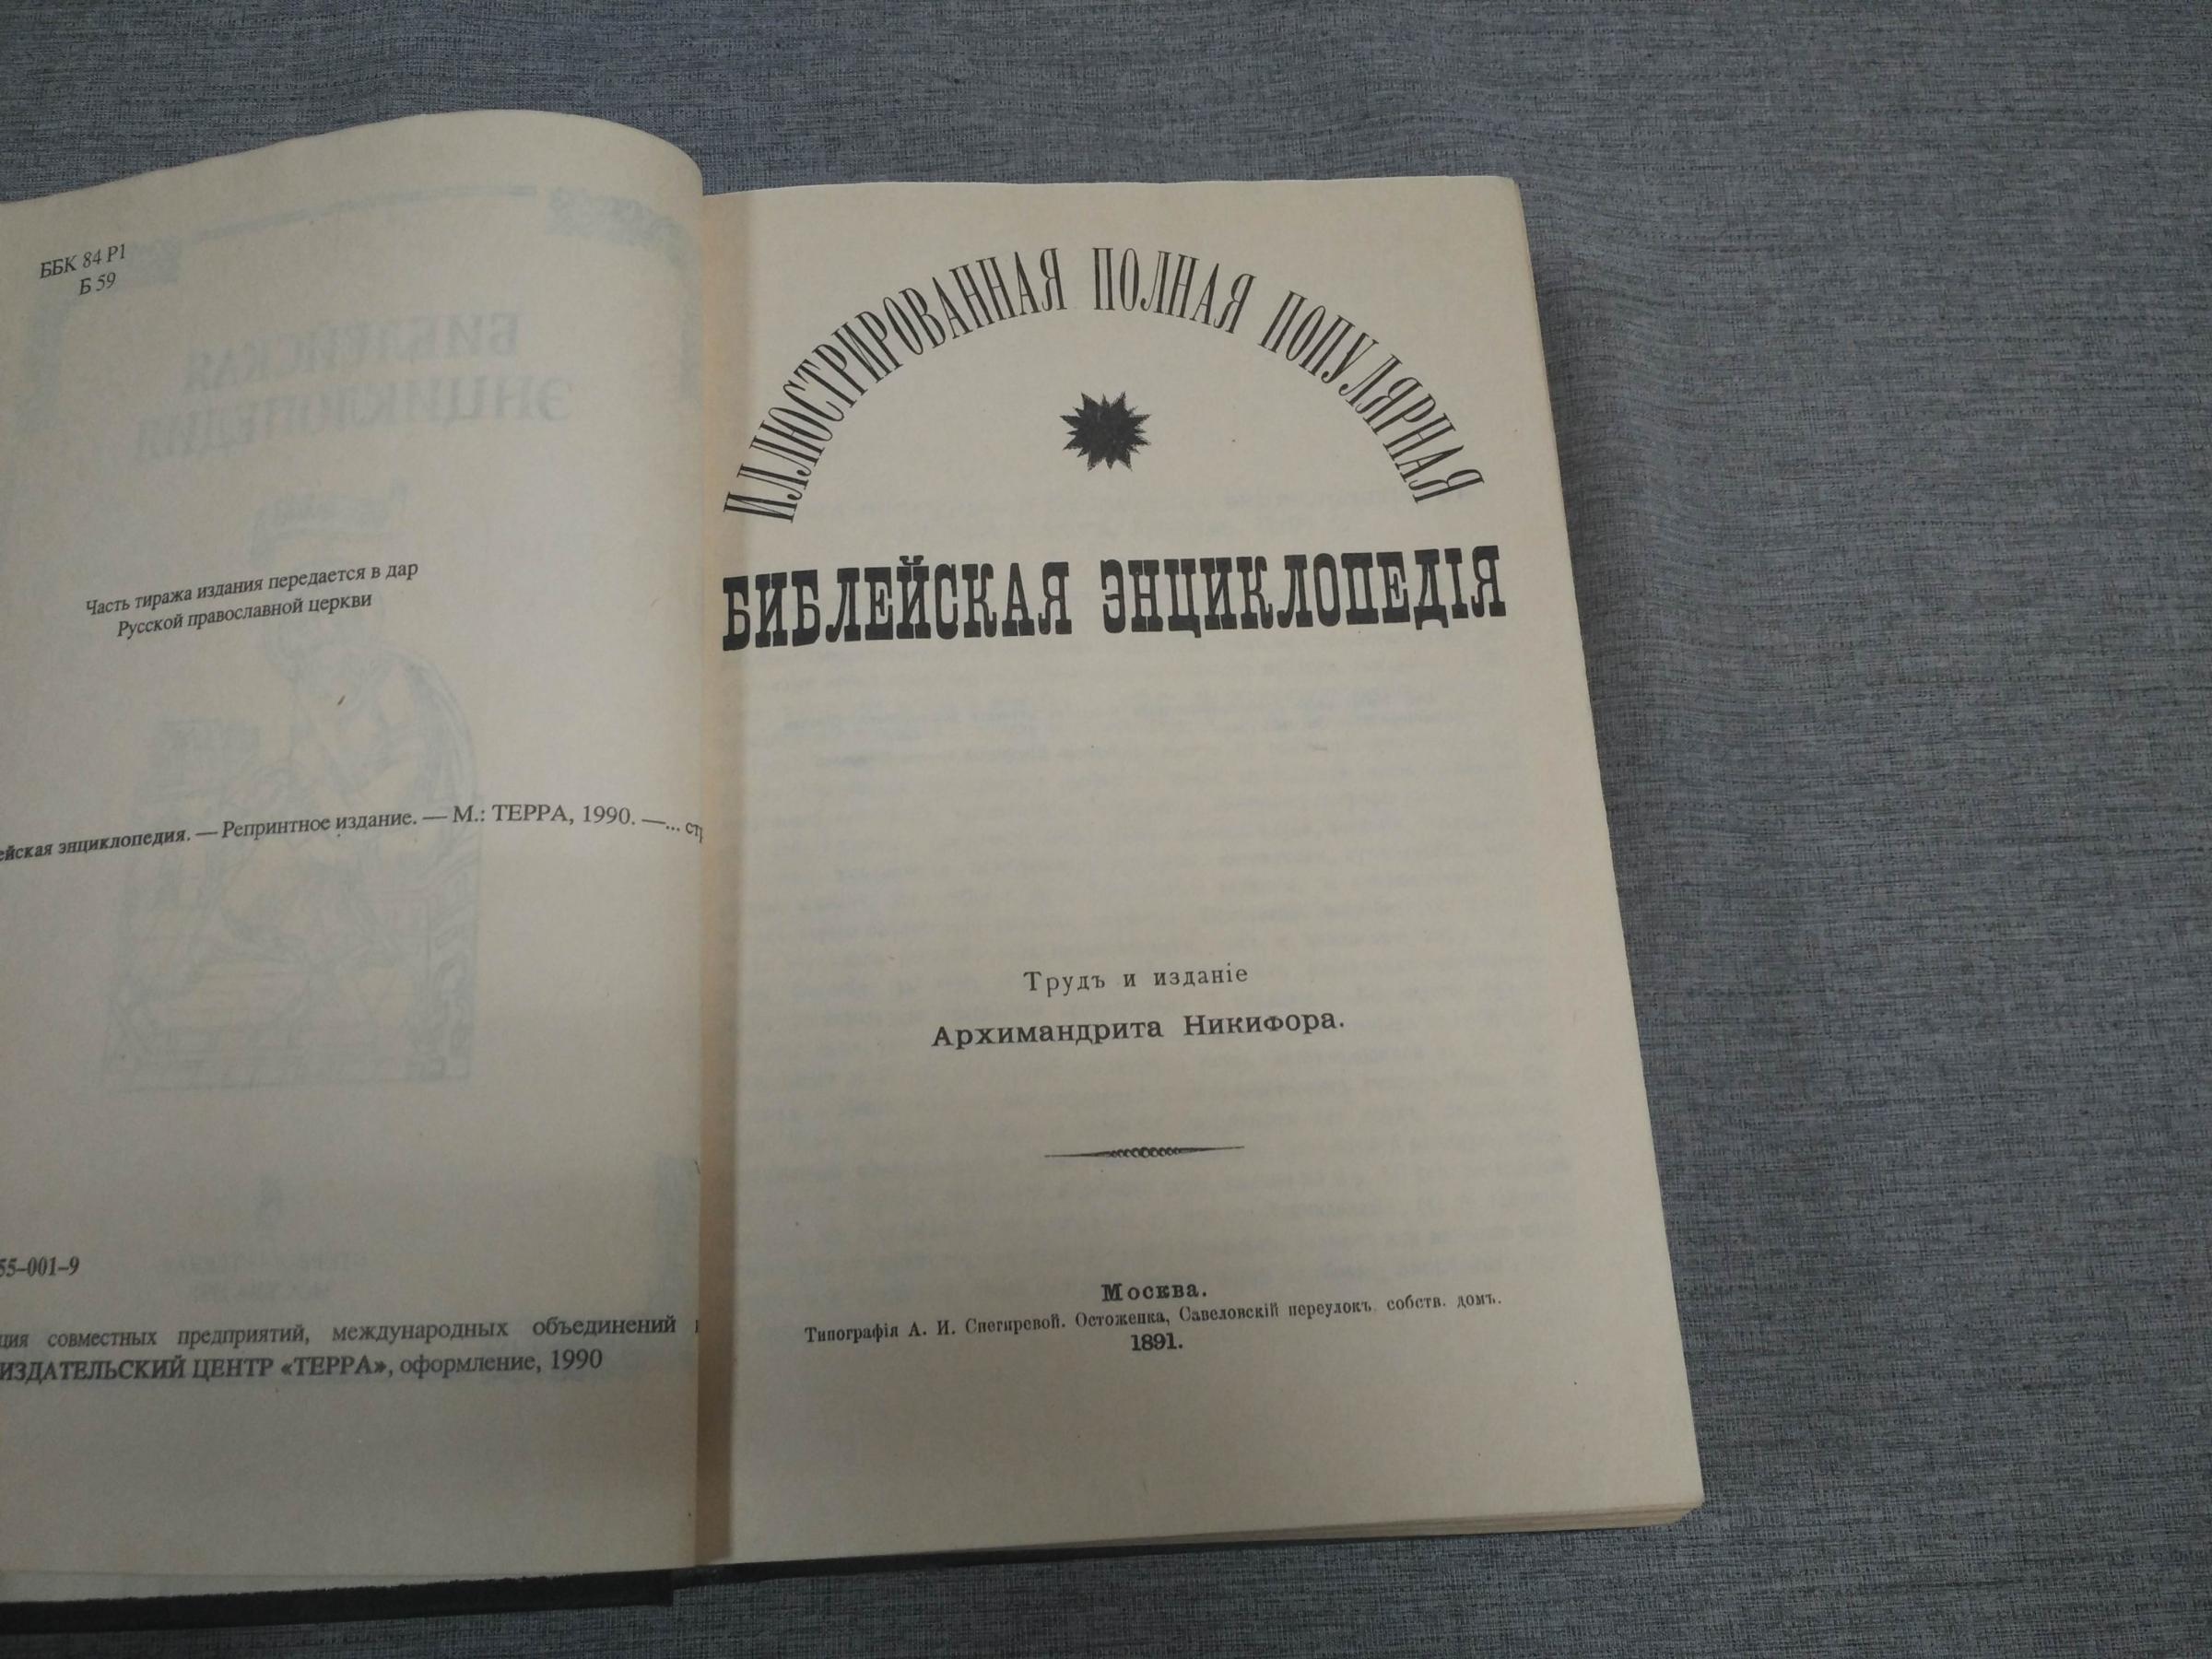 ББК 84 Р1
Б 59
Часть тиража издания передается в дар
Русской православной церкви
ейская энциклопедия. — Репринтное издание. — М.: ТЕРРА, 1990. —... ст
55–001–9
ция совместных предприятий, международных объединений
ИЗДАТЕЛЬСКИЙ ЦЕНТР «ТЕРРА», оформление, 1990
ИЛЛЮСТРИРОВАННАЯ ПОЛНАЯ ПОПУЛЯРНАЯ
БИБЛЕЙСКАЯ ЭНЦИКЛОПЕДІЯ
Трудъ и изданіе
Архимандрита Никифора.
Москва.
Типографія А. И. Снегиревой. Остоженка, Савеловскій переулокъ, собств. домъ.
1891.